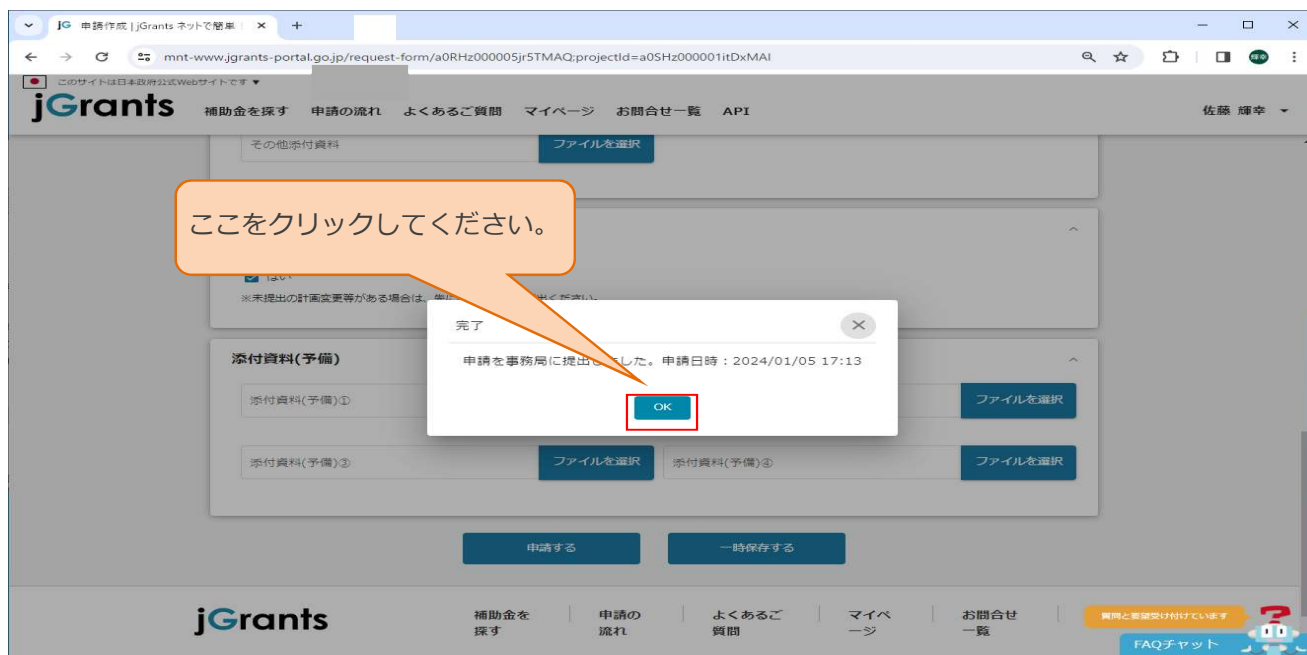 jG 申請作成 | jGrants ネットで簡単
mnt-www.jgrants-portal.go.jp/request-form/a0RHz000005jr5TMAQ;projectId=a0SHz000001itDxMAI
このサイトは日本政府公式Webサイトです ▼
jGrants 補助金を探す 申請の流れ よくあるご質問 マイページ お問合せ一覧 API 佐藤 輝幸
その他添付資料 ファイルを選択
ここをクリックしてください。
はい
※未提出の計画変更等がある場合は、
完了
申請を事務局に提出しました。申請日時：2024/01/05 17:13
OK
添付資料(予備)
添付資料(予備)① ファイルを選択
添付資料(予備)③ ファイルを選択 添付資料(予備)④ ファイルを選択
申請する 一時保存する
jGrants
補助金を探す
申請の流れ
よくあるご質問
マイページ
お問合せ一覧
質問と要望受け付けています
FAQチャット